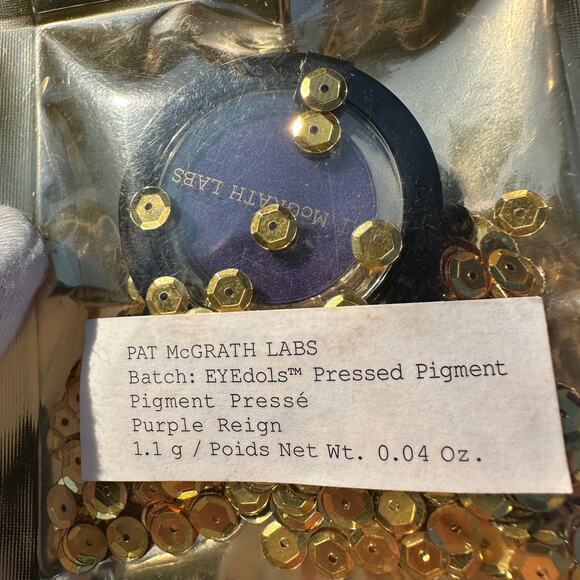 PAT McGRATH LABS
PAT McGRATH LABS
Batch: EYEdols™ Pressed Pigment
Pigment Pressé
Purple Reign
1.1 g / Poids Net Wt. 0.04 Oz.